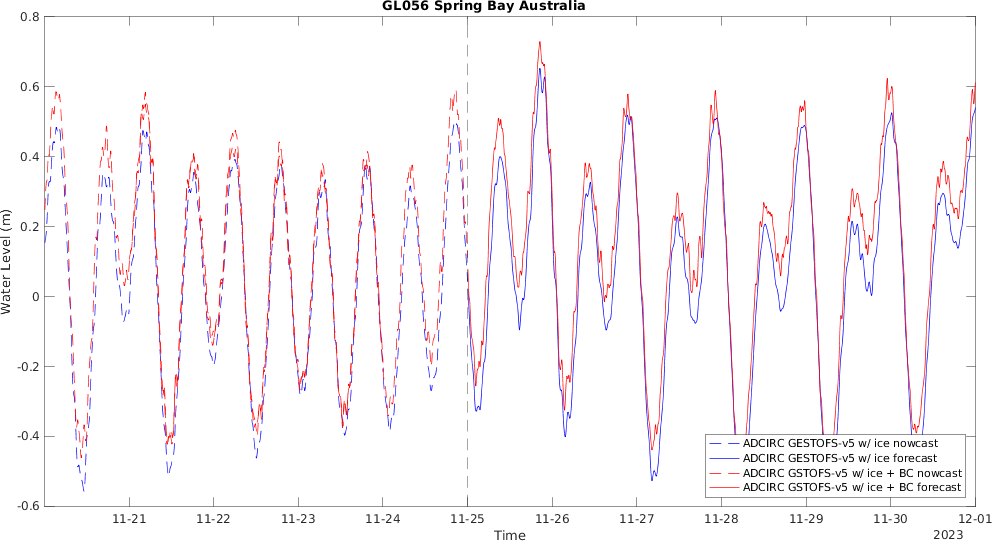 GL056 Spring Bay Australia
0.8
0.6
0.4
0.2
0
-0.2
-0.4
-0.6
Water Level (m)
ADCIRC GESTOFS-v5 w/ ice nowcast
ADCIRC GESTOFS-v5 w/ ice forecast
ADCIRC GSTOFS-v5 w/ ice + BC nowcast
ADCIRC GSTOFS-v5 w/ ice + BC forecast
11-21 11-22 11-23 11-24 11-25 11-26 11-27 11-28 11-29 11-30 12-01
Time
2023